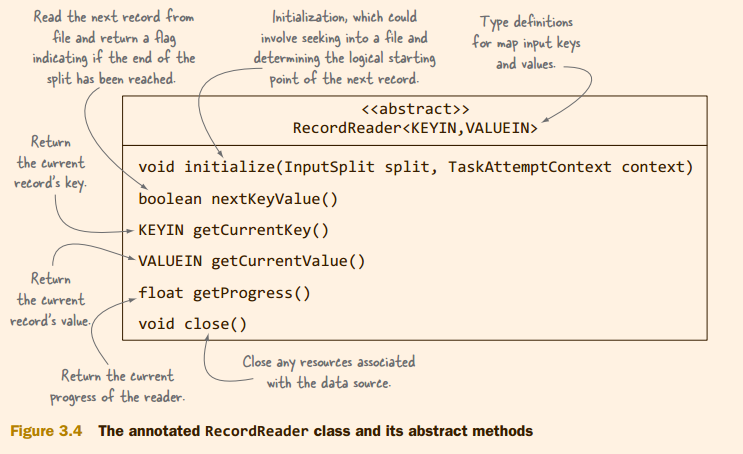 Read the next record from
file and return a flag
indicating if the end of the
split has been reached.
Initialization, which could
involve seeking into a file and
determining the logical starting
point of the next record.
Type definitions
for map input keys
and values.
<<abstract>>
RecordReader<KEYIN,VALUEIN>
Return
the current
record's key.
void initialize(InputSplit split, TaskAttemptContext context)
boolean nextKeyValue()
KEYIN getCurrentKey()
VALUEIN getCurrentValue()
Return
the current
record's value.
float getProgress()
void close()
Return the current
progress of the reader.
Close any resources associated
with the data source.
Figure 3.4 The annotated RecordReader class and its abstract methods